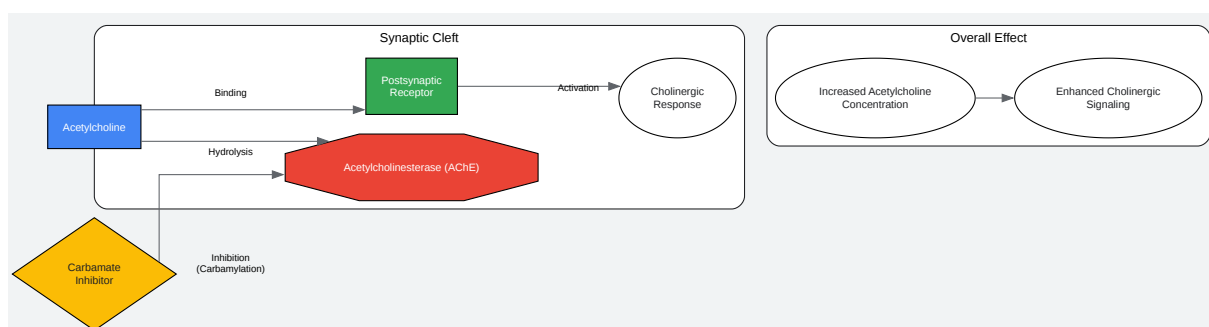 Synaptic Cleft
Overall Effect
Postsynaptic
Receptor
Binding
Activation
Cholinergic
Response
Increased Acetylcholine
Concentration
Enhanced Cholinergic
Signaling
Acetylcholine
Hydrolysis
Acetylcholinesterase (AChE)
Carbamate
Inhibitor
Inhibition
(Carbamylation)